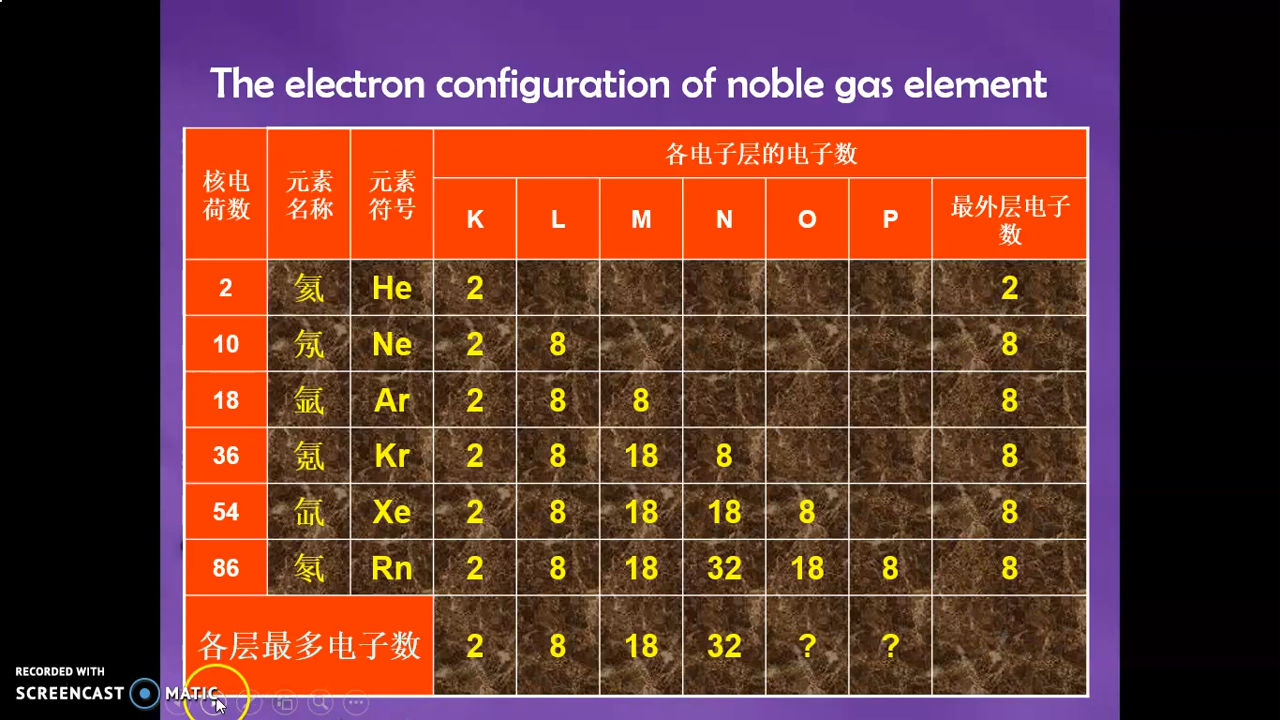 The electron configuration of noble gas element
核电荷数 元素名称 元素符号 各电子层的电子数
K L M N O P 最外层电子数
2 氦 He 2 2
10 氖 Ne 2 8 8
18 氩 Ar 2 8 8 8
36 氪 Kr 2 8 18 8 8
54 氙 Xe 2 8 18 18 8 8
86 氡 Rn 2 8 18 32 18 8 8
各层最多电子数 2 8 18 32 ? ?
RECORDED WITH
SCREENCAST MATIC